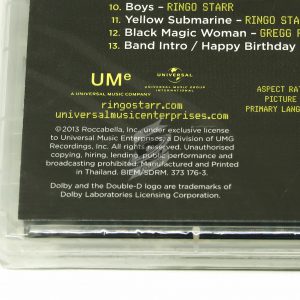 10. Boys – RINGO STARR
11. Yellow Submarine – RINGO STAR
12. Black Magic Woman – GREGG R
13. Band Intro / Happy Birthday
UMe
A UNIVERSAL MUSIC COMPANY
UNIVERSAL
UNIVERSAL MUSIC GROUP
INTERNATIONAL
ASPECT RAT
PICTURE
PRIMARY LANG
ringostarr.com
universalmusicenterprises.com
©2013 Roccabella, Inc., under exclusive license
to Universal Music Enterprises, a Division of UMG
Recordings, Inc. All rights reserved. Unauthorised
copying, hiring, lending, public performance and
broadcasting prohibited. Manufactured and Printed
in Thailand. BIEM/SDRM. 373 176-3.
Dolby and the Double-D logo are trademarks of
Dolby Laboratories Licensing Corporation.